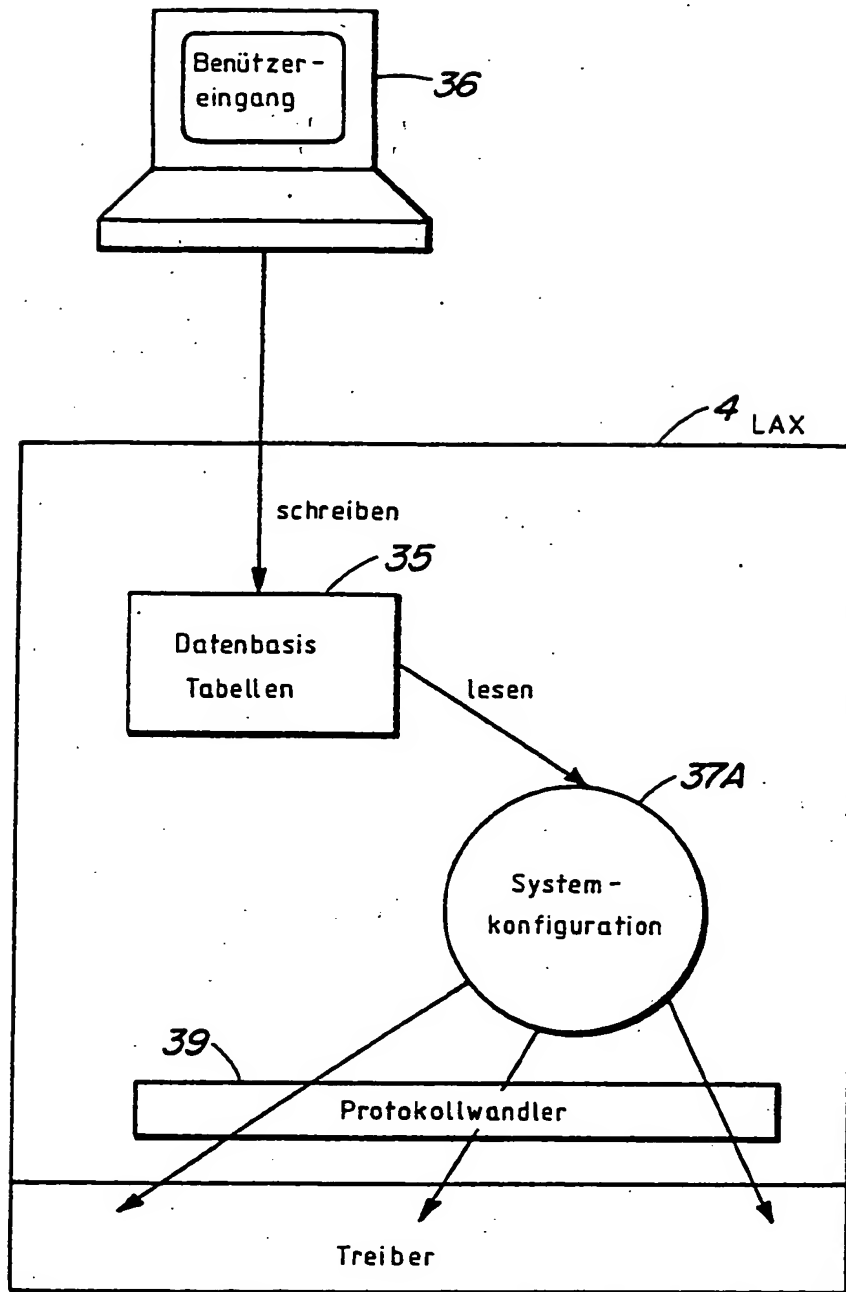 Benützer-
eingang
36
4 LAX
schreiben
35
Datenbasis
Tabellen
lesen
37A
System-
konfiguration
39
Protokollwandler
Treiber